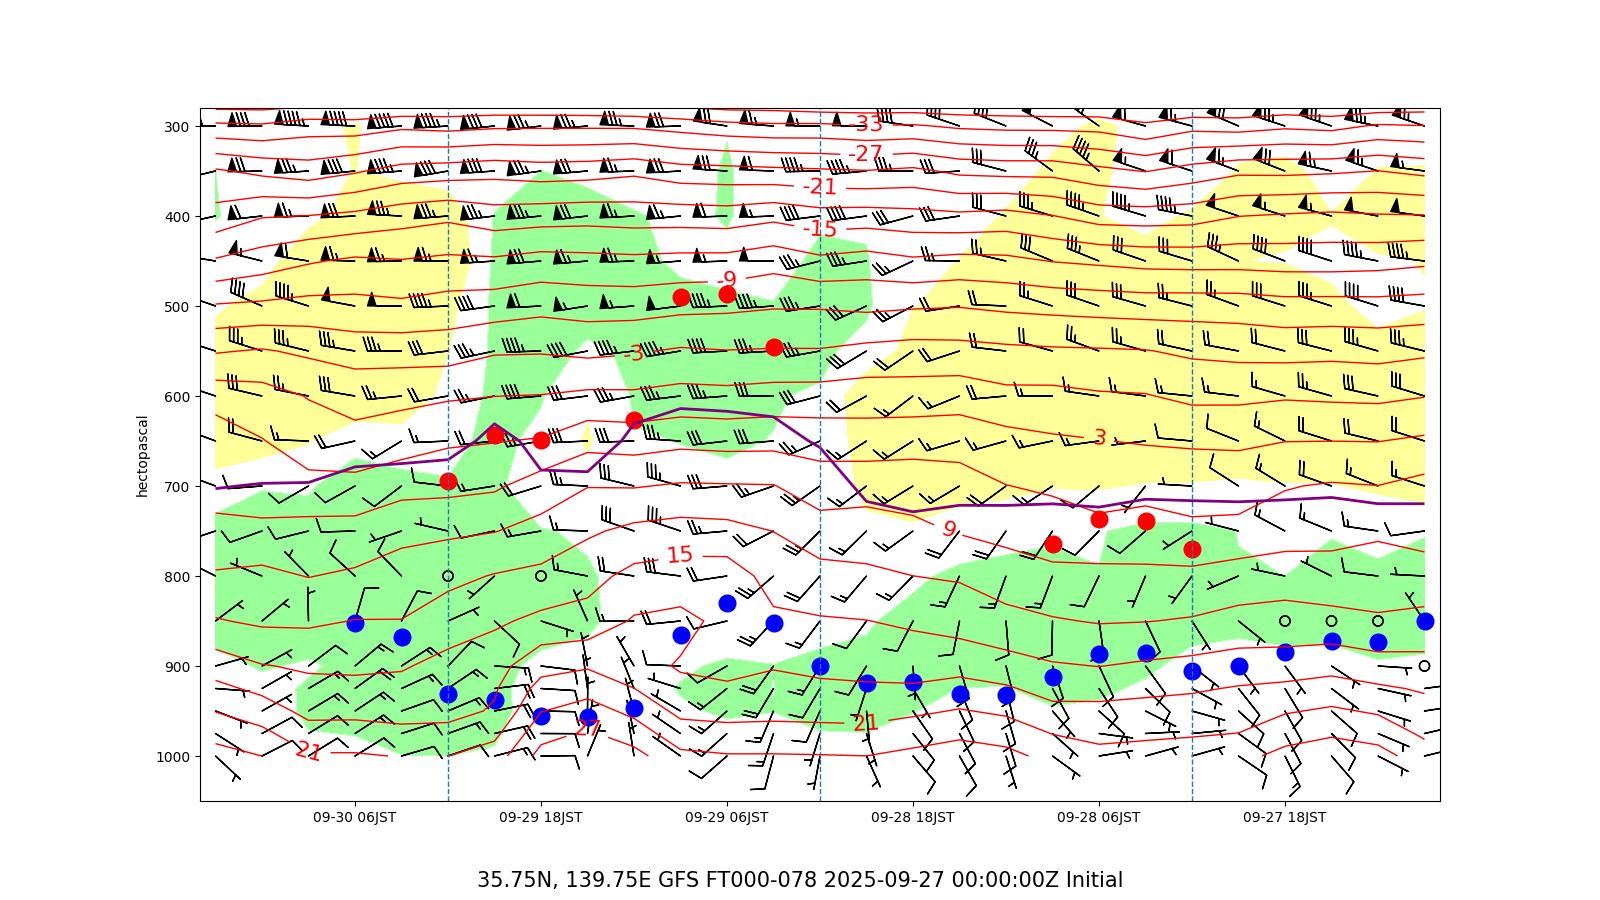 300
400
500
600
700
800
900
1000
hectopascal
-33
-27
-21
-15
-9
-3
3
9
15
21
27
21
09-30 06JST
09-29 18JST
09-29 06JST
09-28 18JST
09-28 06JST
09-27 18JST
35.75N, 139.75E GFS FT000-078 2025-09-27 00:00:00Z Initial